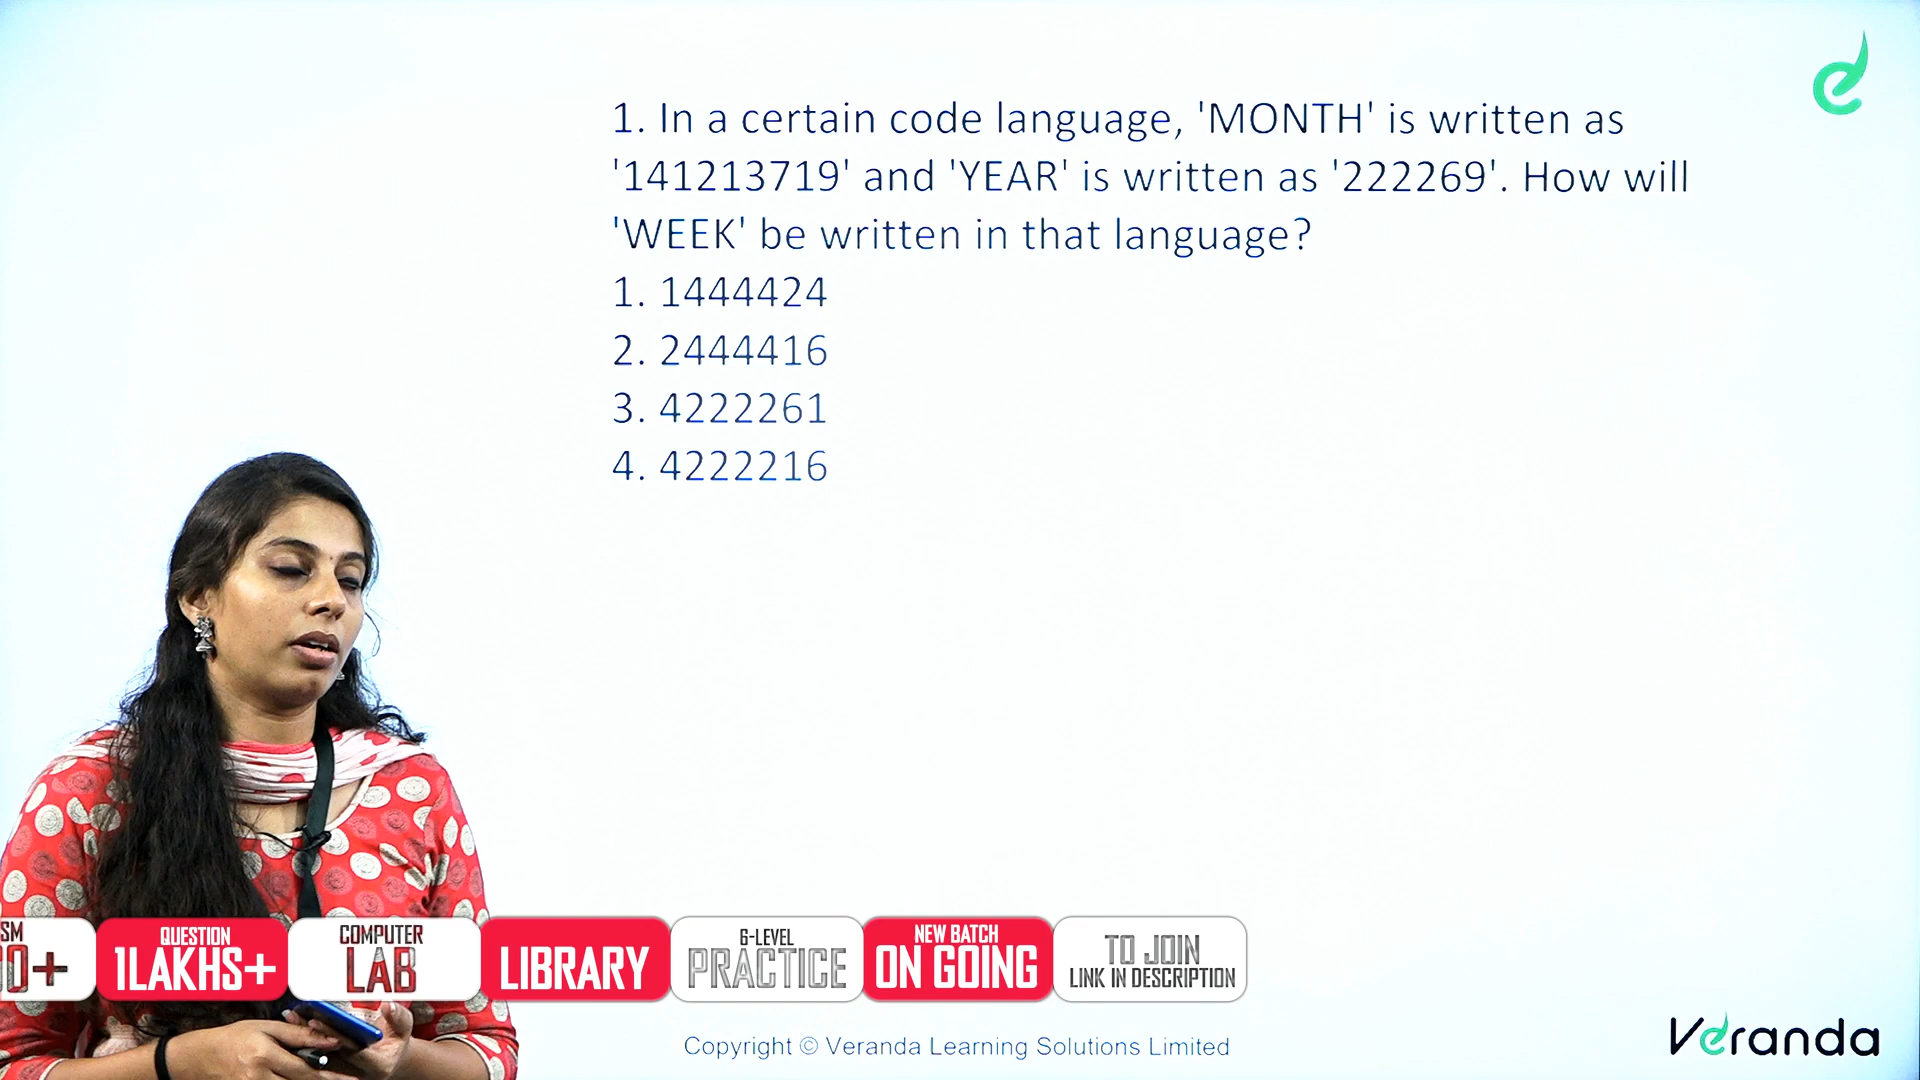 1. In a certain code language, 'MONTH' is written as
'141213719' and 'YEAR' is written as '222269'. How will
'WEEK' be written in that language?
1. 1444424
2. 2444416
3. 4222261
4. 4222216
SM
0+
QUESTION
1LAKHS+
COMPUTER
LAB
LIBRARY
6-LEVEL
PRACTICE
NEW BATCH
ON GOING
TO JOIN
LINK IN DESCRIPTION
Copyright © Veranda Learning Solutions Limited
Veranda